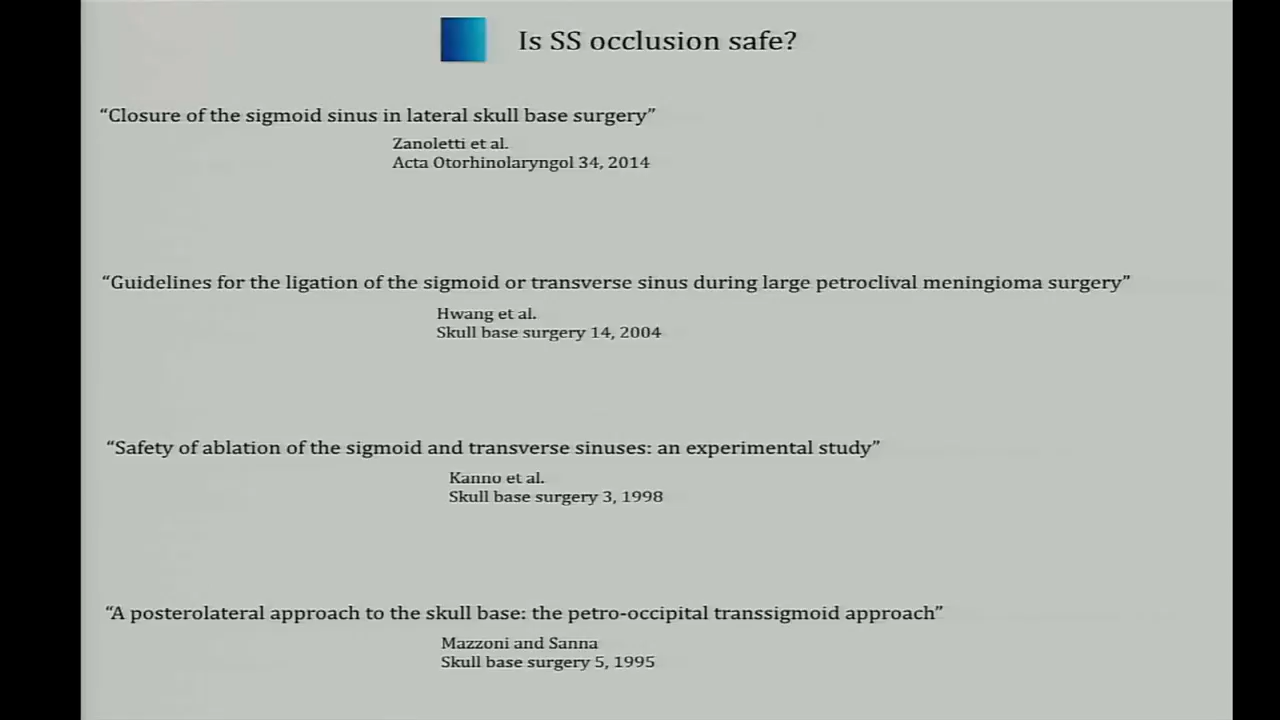 Is SS occlusion safe?
“Closure of the sigmoid sinus in lateral skull base surgery”
Zanoletti et al.
Acta Otorhinolaryngol 34, 2014
“Guidelines for the ligation of the sigmoid or transverse sinus during large petroclival meningioma surgery”
Hwang et al.
Skull base surgery 14, 2004
“Safety of ablation of the sigmoid and transverse sinuses: an experimental study”
Kanno et al.
Skull base surgery 3, 1998
“A posterolateral approach to the skull base: the petro-occipital transsigmoid approach”
Mazzoni and Sanna
Skull base surgery 5, 1995